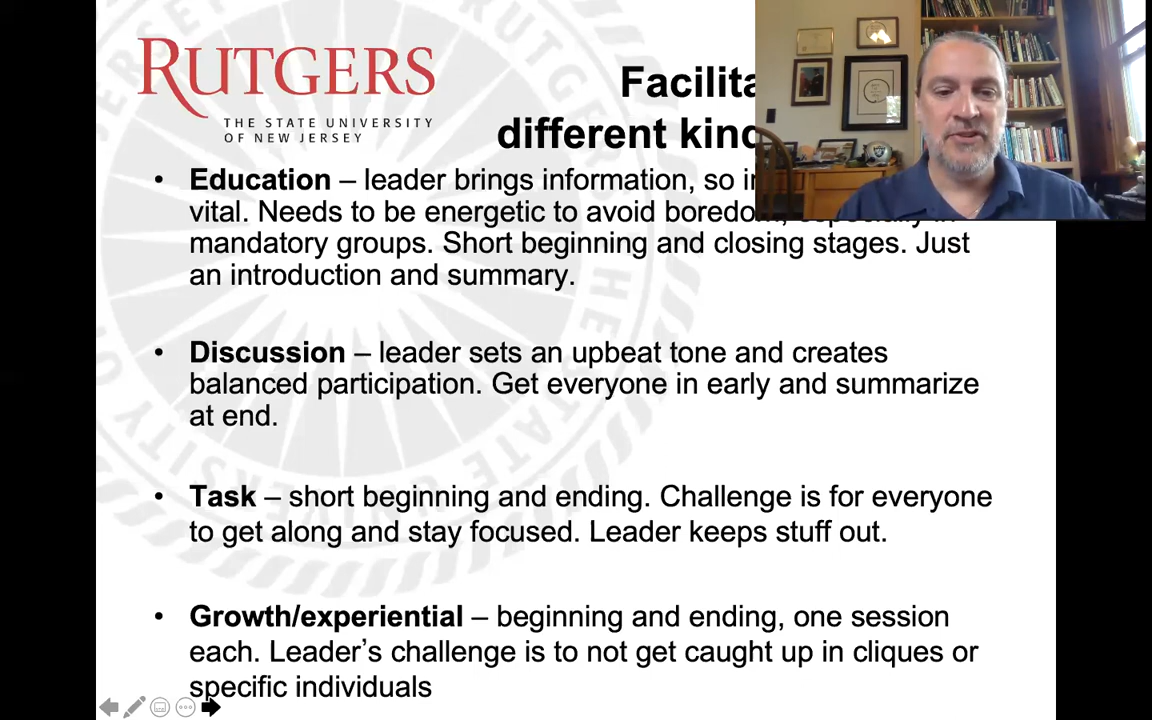 RUTGERS
THE STATE UNIVERSITY
OF NEW JERSEY
different
• Education – leader brings information, so
vital. Needs to be energetic to avoid
mandatory groups. Short beginning and closing stages. Just
an introduction and summary.
• Discussion – leader sets an upbeat tone and creates
balanced participation. Get everyone in early and summarize
at end.
• Task – short beginning and ending. Challenge is for everyone
to get along and stay focused. Leader keeps stuff out.
• Growth/experiential – beginning and ending, one session
each. Leader’s challenge is to not get caught up in cliques or
specific individuals